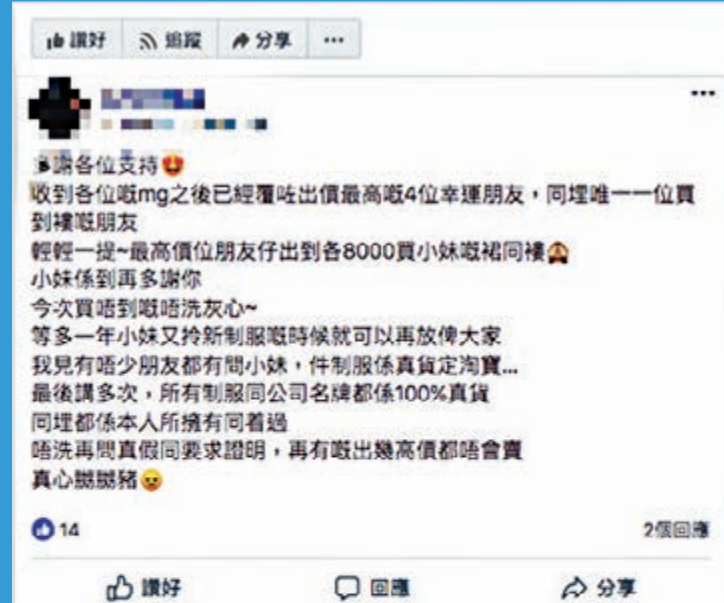 讚好 追蹤 分享
多謝各位支持
收到各位嘅mg之後已經覆咗出價最高嘅4位幸運朋友,同埋唯一一位買
到褸嘅朋友
輕輕一提~最高價位朋友仔出到各8000買小妹嘅裙同褸
小妹係到再多謝你
今次買唔到嘅唔洗灰心~
等多一年小妹又拎新制服嘅時候就可以再放俾大家
我見有唔少朋友都有問小妹,件制服係真貨定淘寶...
最後講多次,所有制服同公司名牌都係100%真貨
同埋都係本人所擁有同着過
唔洗再問真假同要求證明,再有嘅出幾高價都唔會賣
真心嬲嬲豬
14 2個回應
讚好 回應 分享